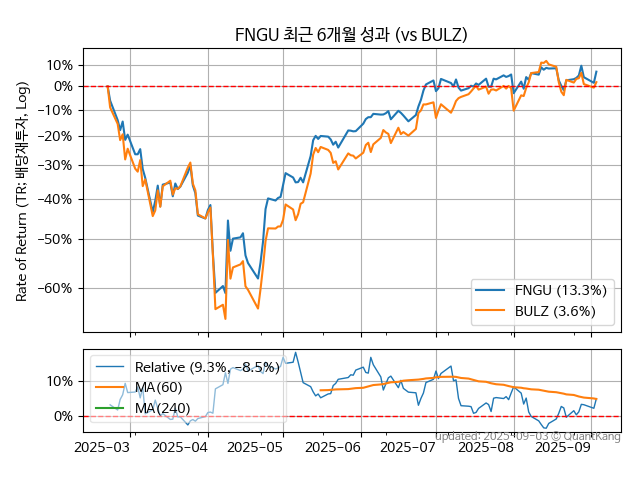 FNGU 최근 6개월 성과 (vs BULZ)
Rate of Return (TR; 배당재투자, Log)
10%
0%
−10%
−20%
−30%
−40%
−50%
−60%
FNGU (13.3%)
BULZ (3.6%)
10%
0%
Relative (9.3%, −8.5%)
MA(60)
MA(240)
2025−03
2025−04
2025−05
2025−06
2025−07
2025−08
2025−09
updated: 2025−09−03 © QuantKang